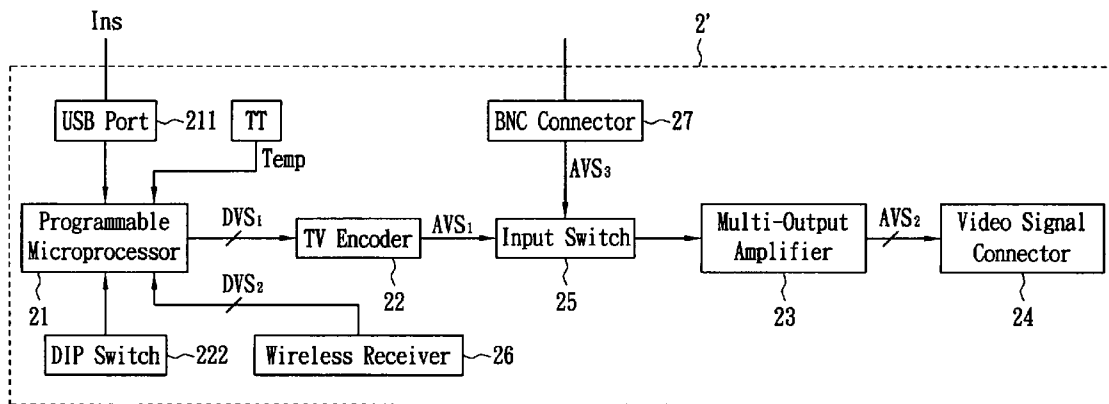 Ins
2'
USB Port
211
TT
BNC Connector
27
Temp
AVS₃
Programmable
Microprocessor
DVS₁
TV Encoder
AVS₁
Input Switch
Multi-Output
Amplifier
AVS₂
Video Signal
Connector
21
DVS₂
22
25
23
24
DIP Switch
222
Wireless Receiver
26